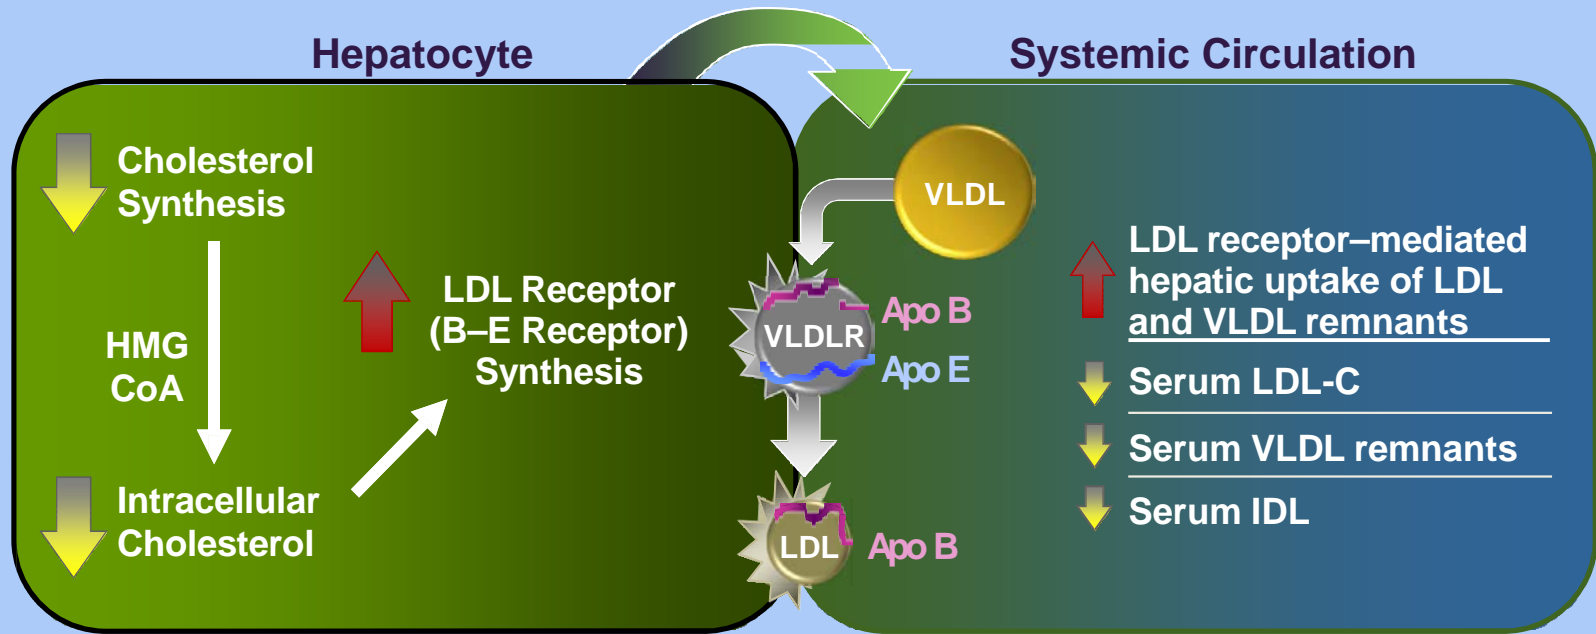 Hepatocyte
Systemic Circulation
Cholesterol
Synthesis
HMG
CoA
Intracellular
Cholesterol
LDL Receptor
(B–E Receptor)
Synthesis
VLDL
VLDLR
Apo B
Apo E
LDL
Apo B
LDL receptor–mediated
hepatic uptake of LDL
and VLDL remnants
Serum LDL-C
Serum VLDL remnants
Serum IDL